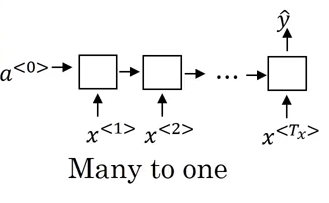 ŷ
a<0> ...
x<1> x<2> x<Tₓ>
Many to one